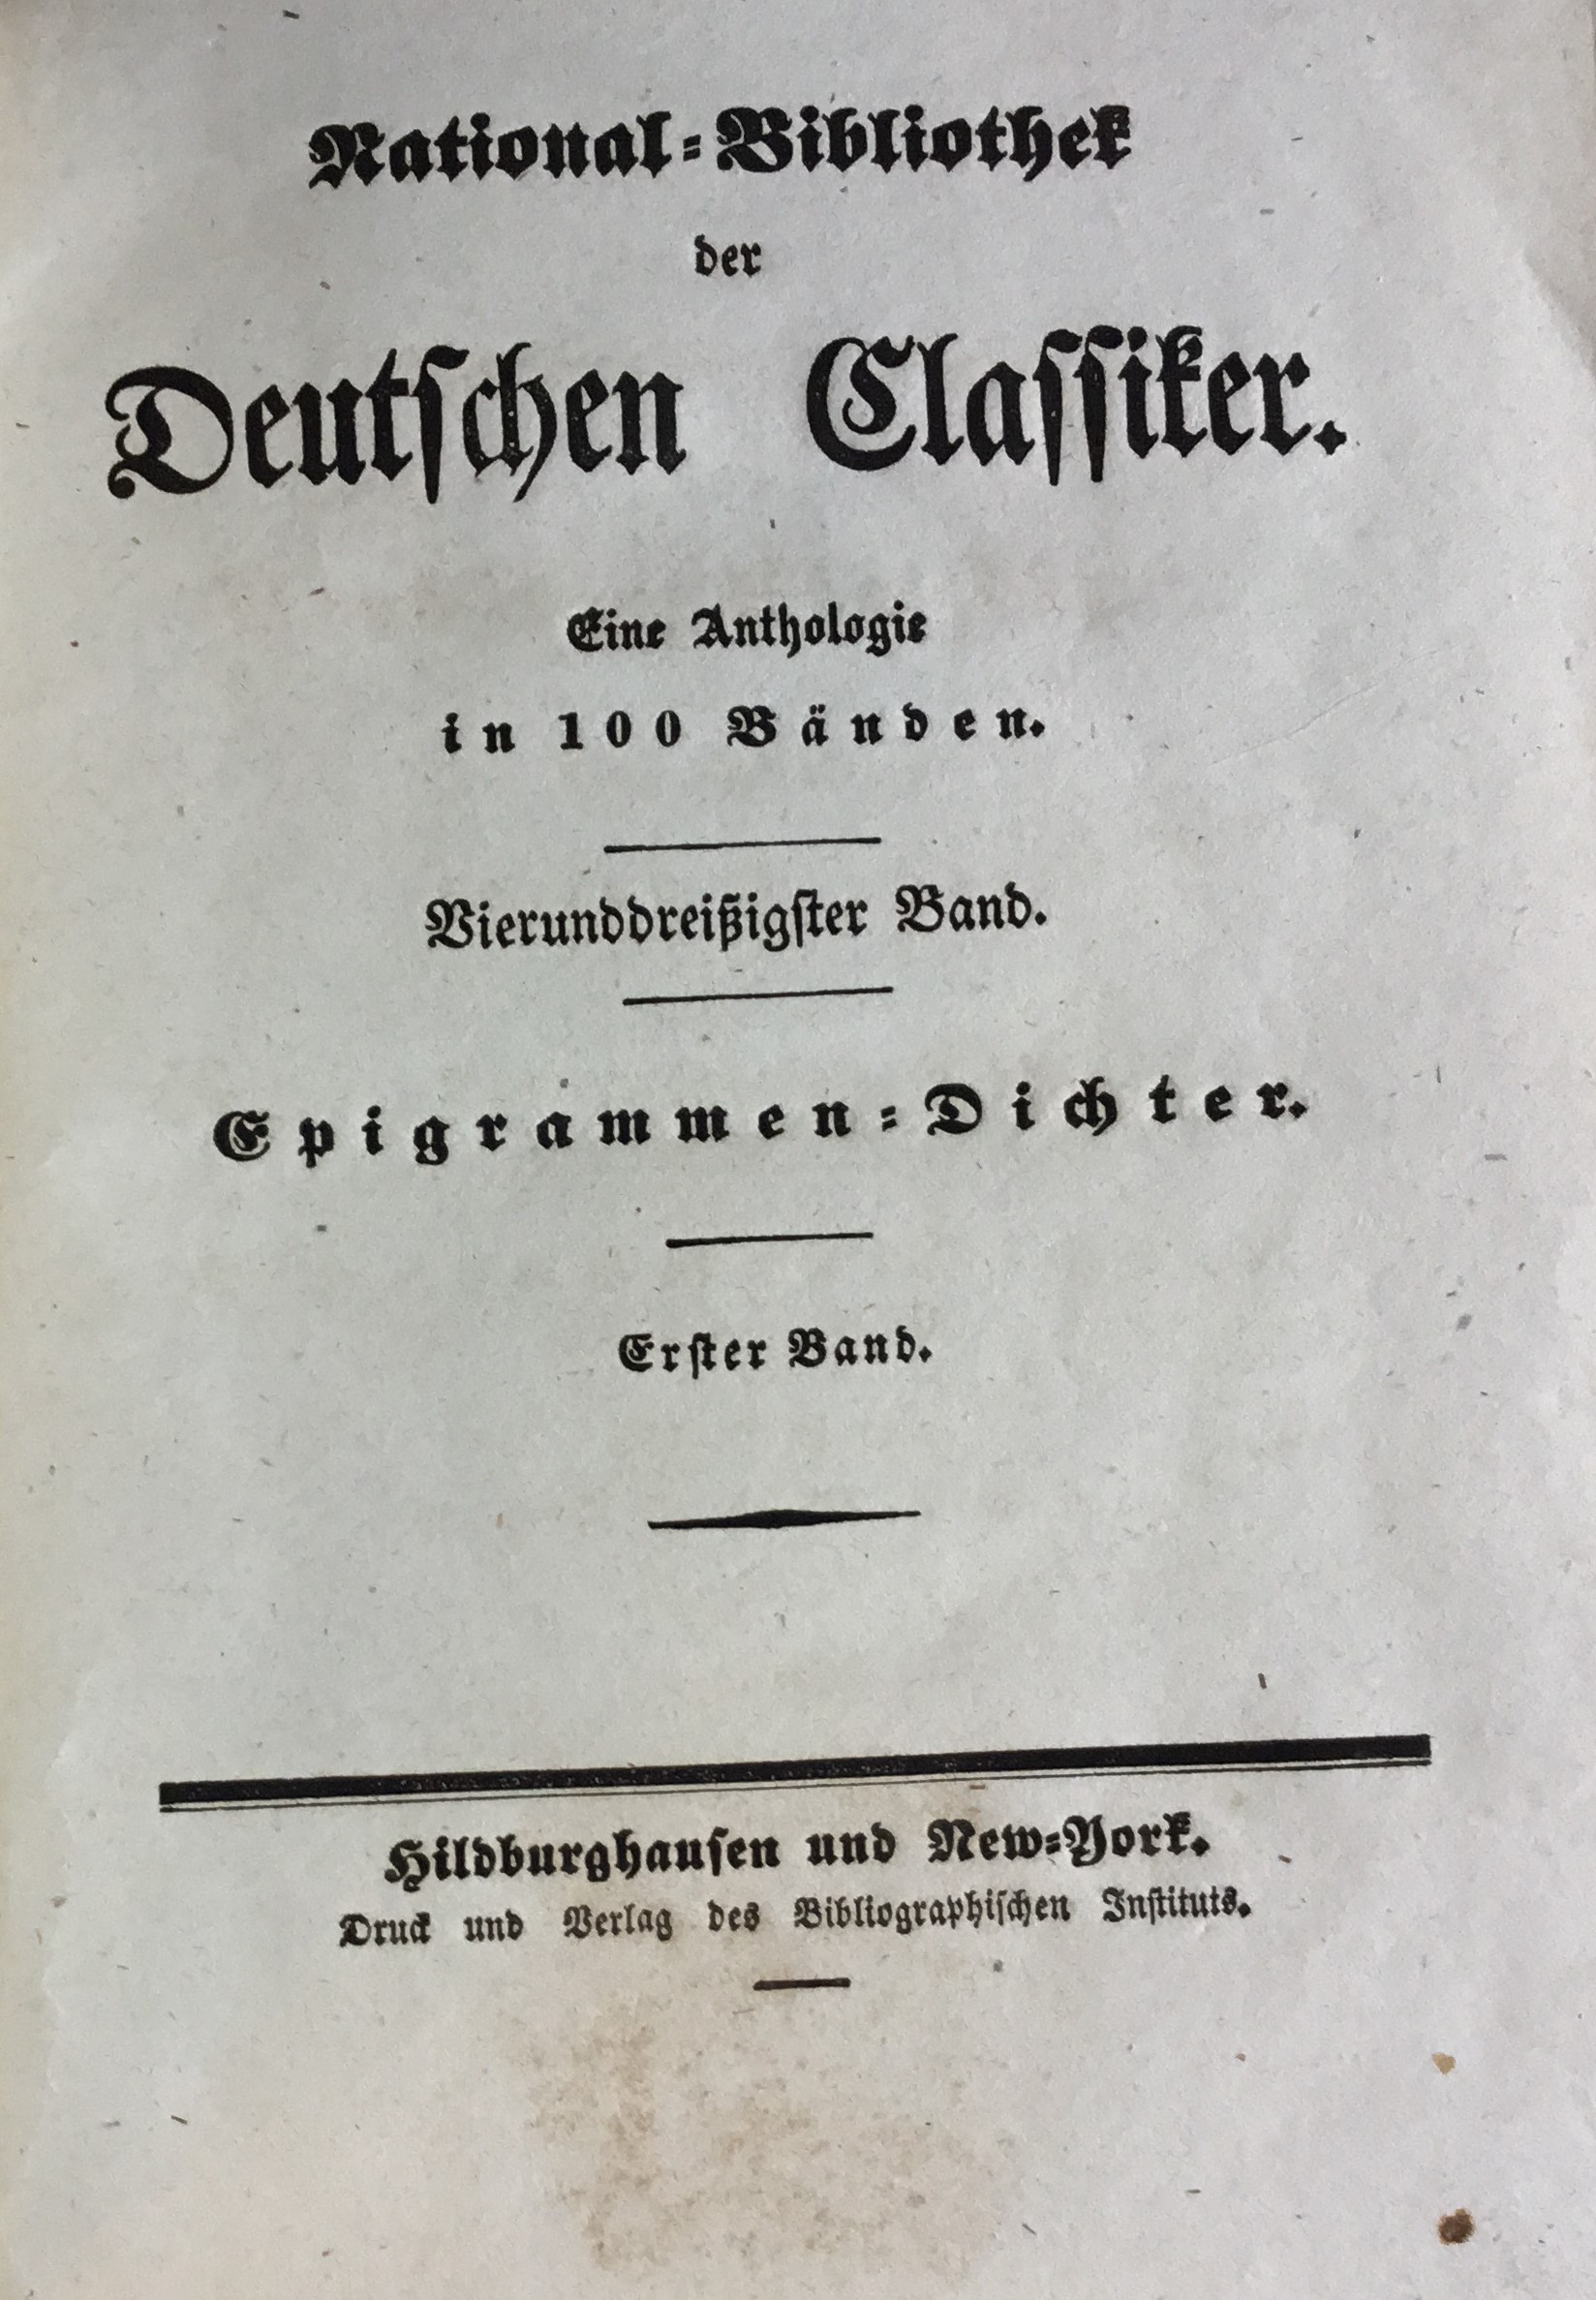 National-Bibliothek
der
Deutschen Classiker.
Eine Anthologie
in 100 Bänden.
Vierunddreißigster Band.
Epigrammen-Dichter.
Erster Band.
Hildburghausen und New-York.
Druck und Verlag des Bibliographischen Instituts.